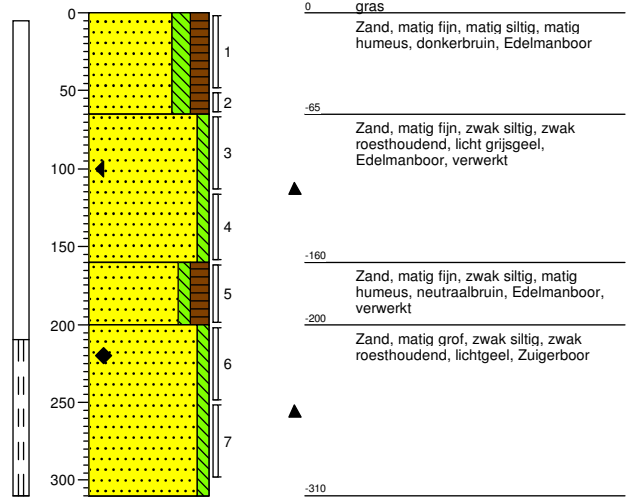 0
50
100
150
200
250
300
1
2
3
4
5
6
7
0
gras
Zand, matig fijn, matig siltig, matig
humeus, donkerbruin, Edelmanboor
-65
Zand, matig fijn, zwak siltig, zwak
roesthoudend, licht grijsgeel,
Edelmanboor, verwerkt
-160
Zand, matig fijn, zwak siltig, matig
humeus, neutraalbruin, Edelmanboor,
verwerkt
-200
Zand, matig grof, zwak siltig, zwak
roesthoudend, lichtgeel, Zuigerboor
-310